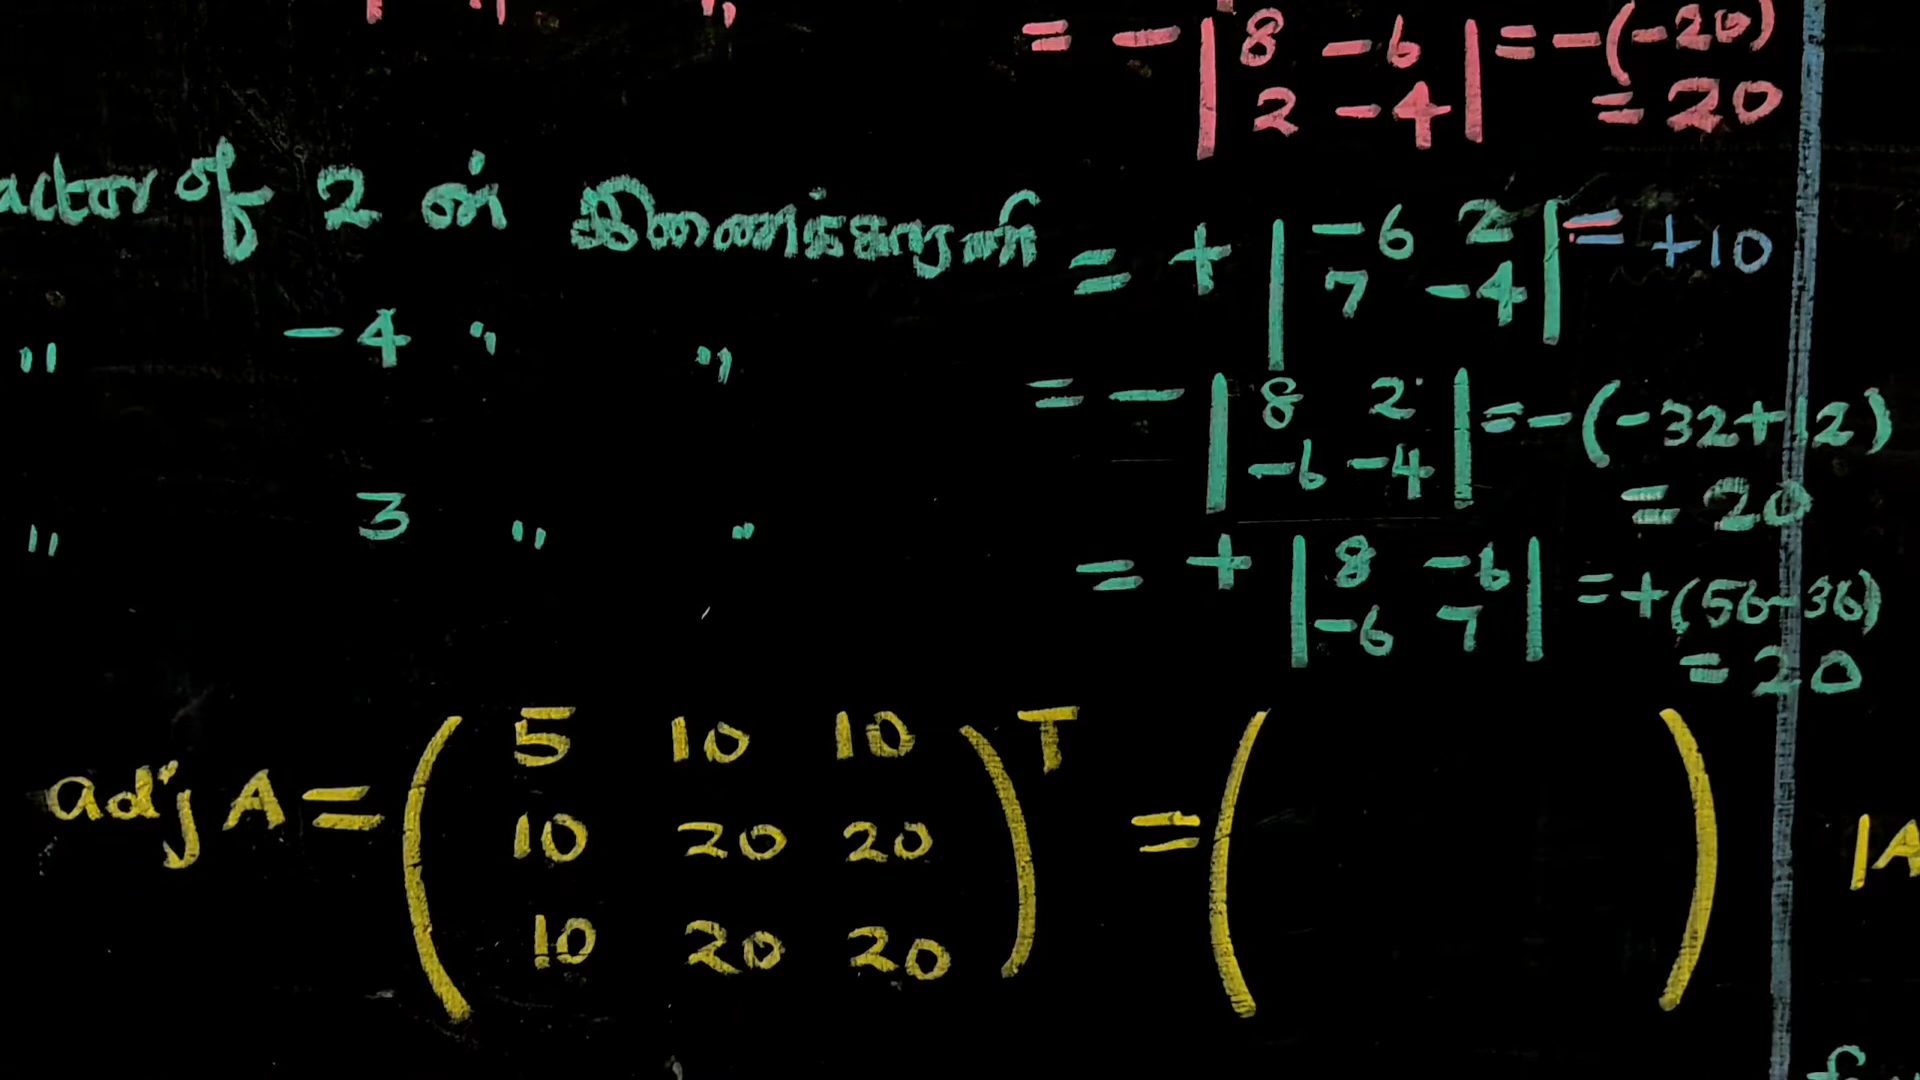 = - | 8 -6 | = -(-20)
| 2 -4 | = 20
actor of 2 ன் இணைக்காரணி = + | -6 2 | = +10
| 7 -4 |
" -4 " " = - | 8 2 | = -(-32+12)
| -6 -4 | = 20
" 3 " " = + | 8 -6 | = +(56-36)
| -6 7 | = 20
adj A = ( 5 10 10 )T = ( )
10 20 20
10 20 20
|A